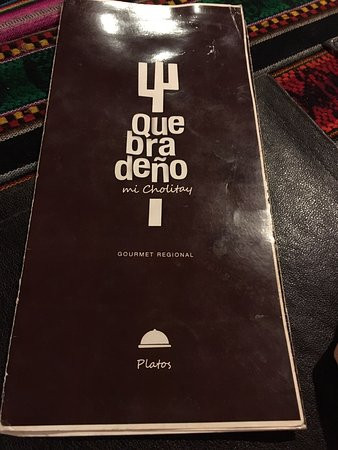 Que
bra
deño
mi Cholitay
GOURMET REGIONAL
Platos